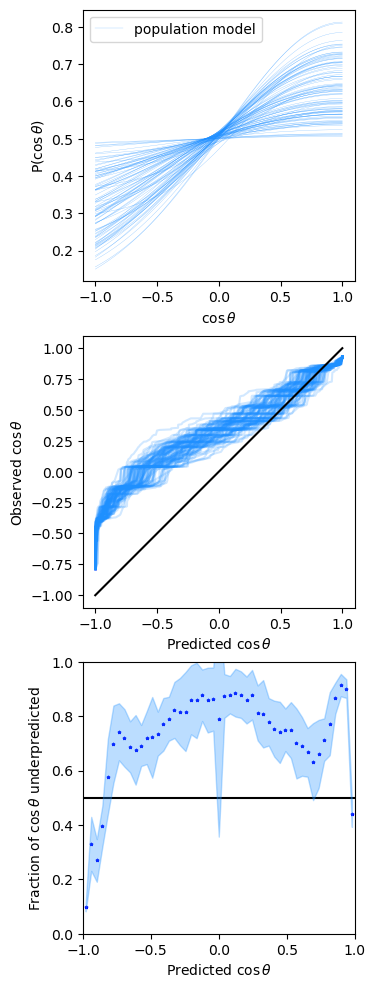 population model
0.8
0.7
0.6
0.5
0.4
0.3
0.2
P(cos θ)
−1.0 −0.5 0.0 0.5 1.0
cos θ
1.00
0.75
0.50
0.25
0.00
−0.25
−0.50
−0.75
−1.00
Observed cos θ
−1.0 −0.5 0.0 0.5 1.0
Predicted cos θ
1.0
0.8
0.6
0.4
0.2
0.0
Fraction of cos θ underpredicted
−1.0 −0.5 0.0 0.5 1.0
Predicted cos θ